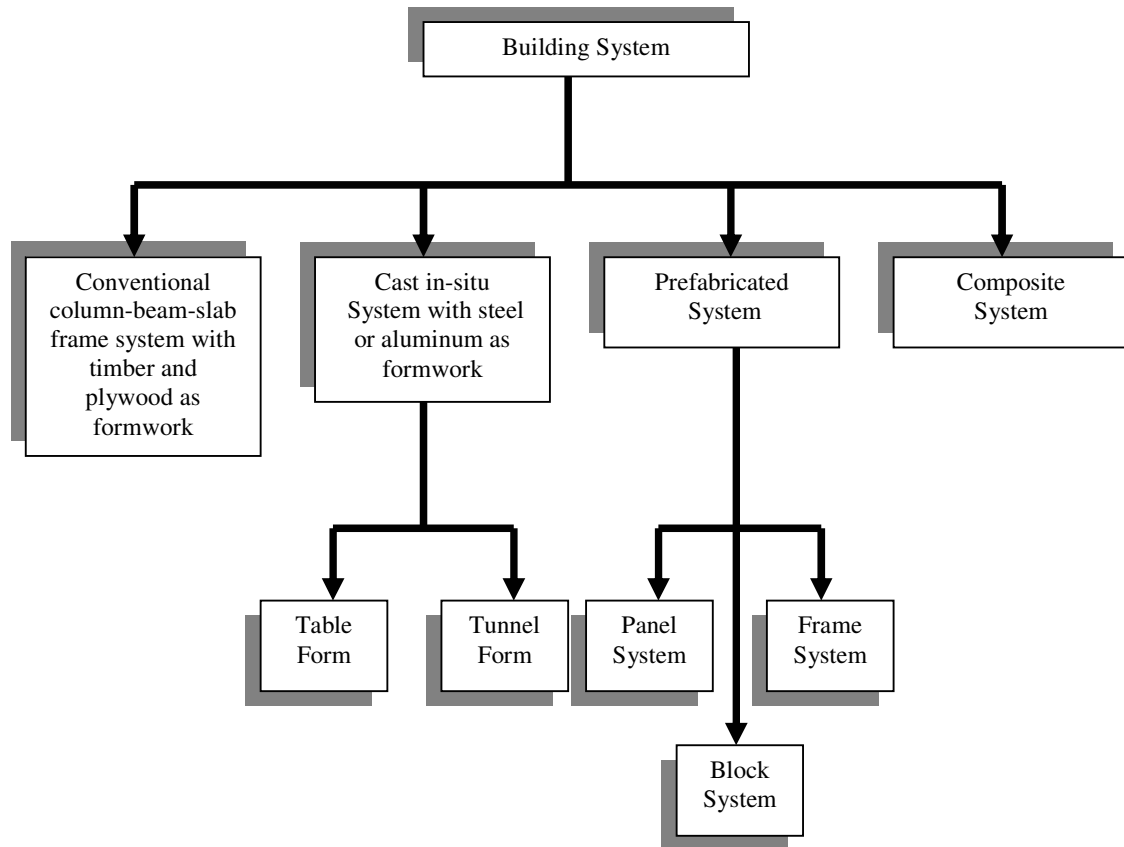 Building System
Conventional
column-beam-slab
frame system with
timber and
plywood as
formwork
Cast in-situ
System with steel
or aluminum as
formwork
Prefabricated
System
Composite
System
Table
Form
Tunnel
Form
Panel
System
Frame
System
Block
System